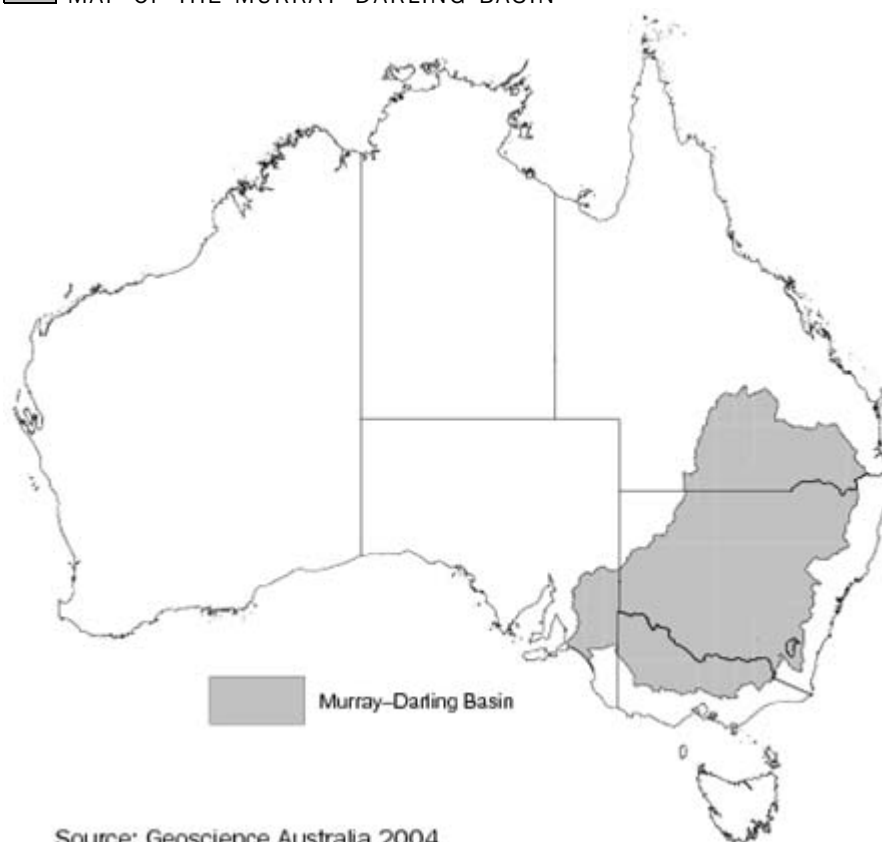 MAP OF THE MURRAY–DARLING BASIN
Murray–Darling Basin
Source: Geoscience Australia 2004